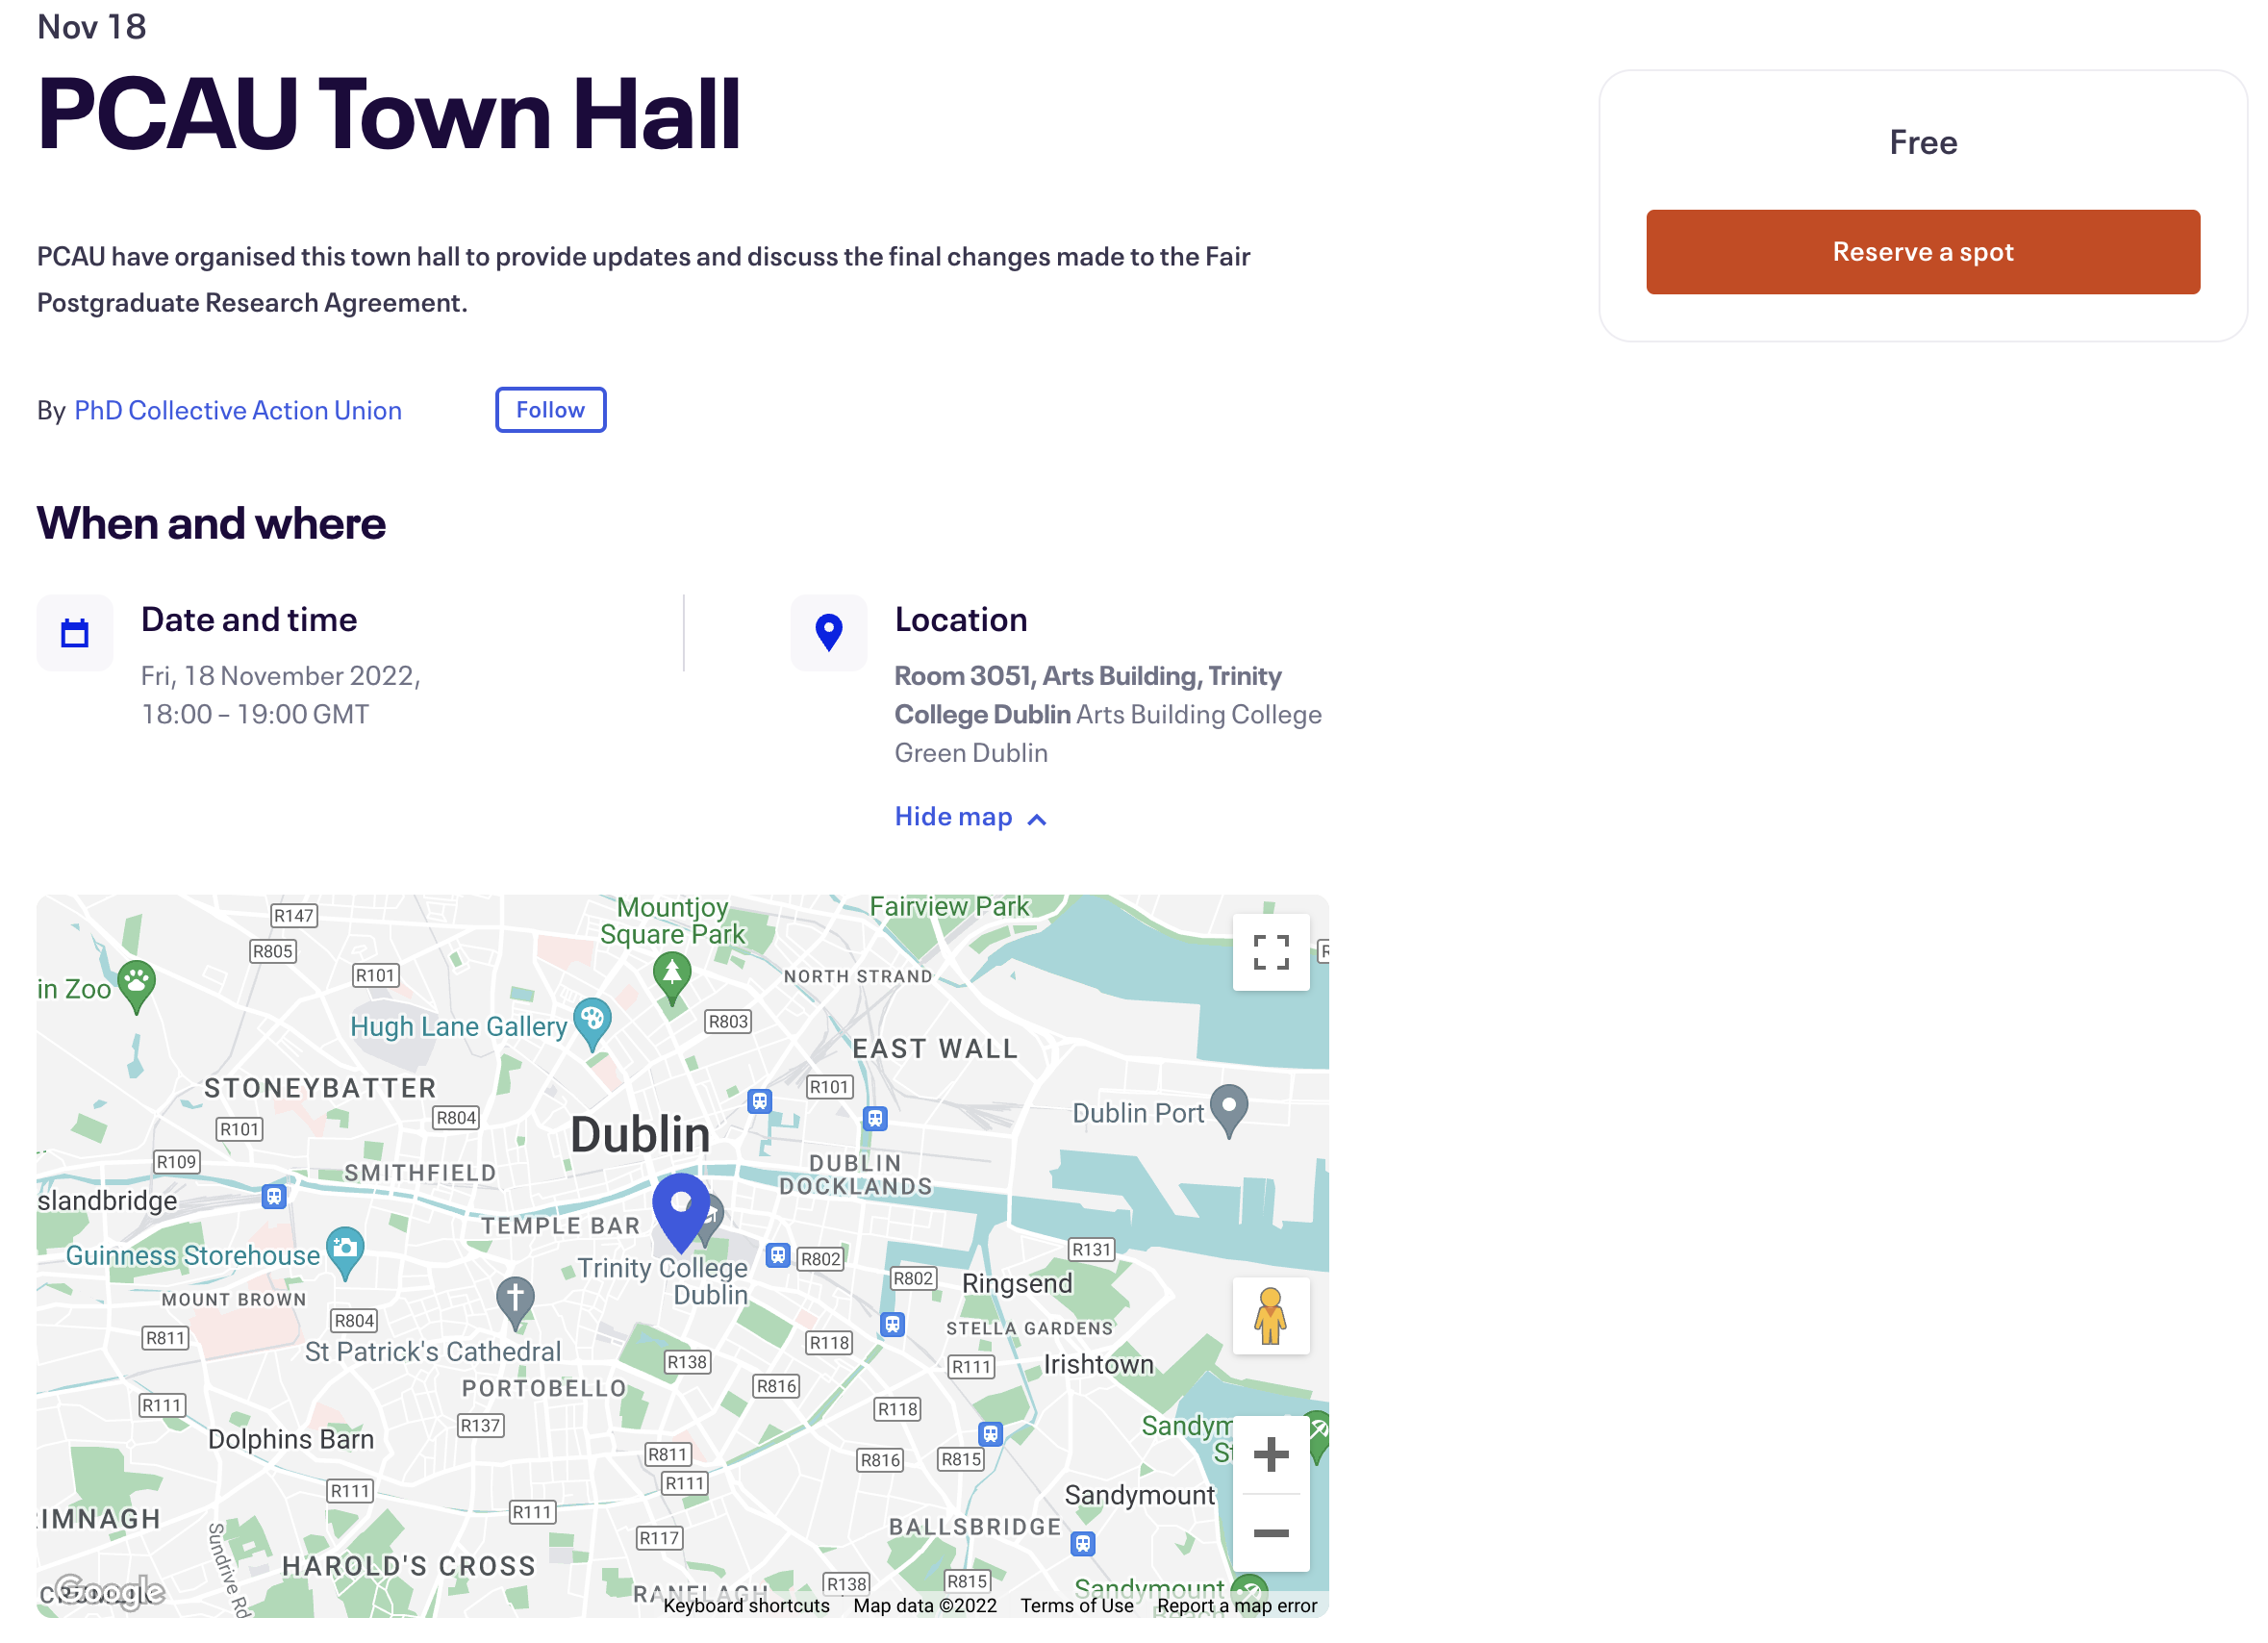 Nov 18
PCAU Town Hall
Free
Reserve a spot
PCAU have organised this town hall to provide updates and discuss the final changes made to the Fair
Postgraduate Research Agreement.
By PhD Collective Action Union
Follow
When and where
Date and time
Fri, 18 November 2022,
18:00 – 19:00 GMT
Location
Room 3051, Arts Building, Trinity
College Dublin Arts Building College
Green Dublin
Hide map
Mountjoy
Square Park
Fairview Park
R147
R805
R101
NORTH STRAND
in Zoo
Hugh Lane Gallery
R803
EAST WALL
STONEYBATTER
R101
R804
Dublin Port
R101
Dublin
R109
SMITHFIELD
DUBLIN
DOCKLANDS
slandbridge
TEMPLE BAR
Guinness Storehouse
Trinity College
Dublin
R802
R131
R802
Ringsend
MOUNT BROWN
R804
R811
St Patrick's Cathedral
R118
STELLA GARDENS
R138
R111
Irishtown
PORTOBELLO
R816
R111
R118
R137
Dolphins Barn
Sandym
St
R811
R816
R815
R111
R111
R111
Sandymount
IMNAGH
Sundrive Rd
R117
BALLSBRIDGE
HAROLD'S CROSS
RANELAGH
R138
R815
Sandymount
Beach
Google
Keyboard shortcuts
Map data ©2022
Terms of Use
Report a map error